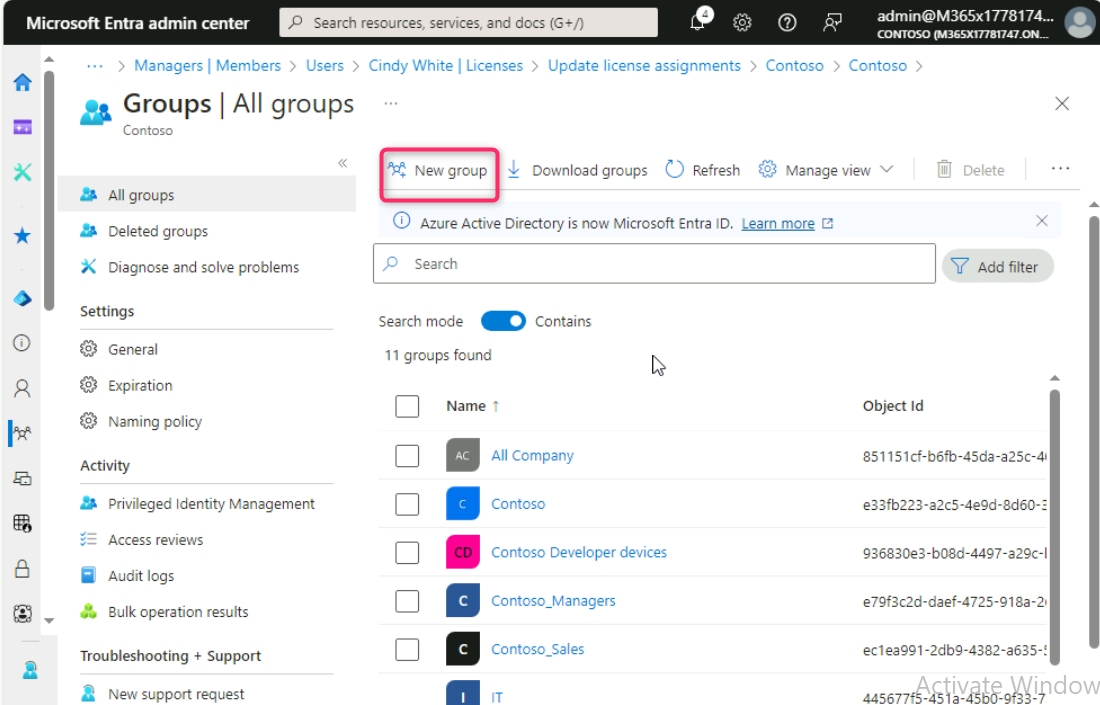 Microsoft Entra admin center
Search resources, services, and docs (G+/)
4
admin@M365x1778174...
CONTOSO (M365X17781747.ON...
... > Managers | Members > Users > Cindy White | Licenses > Update license assignments > Contoso > Contoso >
Groups | All groups ...
Contoso
«
All groups
Deleted groups
Diagnose and solve problems
Settings
General
Expiration
Naming policy
Activity
Privileged Identity Management
Access reviews
Audit logs
Bulk operation results
Troubleshooting + Support
New support request
New group
Download groups
Refresh
Manage view
Delete
...
Azure Active Directory is now Microsoft Entra ID. Learn more
Search
Add filter
Search mode
Contains
11 groups found
Name ↑
Object Id
AC All Company 851151cf-b6fb-45da-a25c-4
C Contoso e33fb223-a2c5-4e9d-8d60-3
CD Contoso Developer devices 936830e3-b08d-4497-a29c-
C Contoso_Managers e79f3c2d-daef-4725-918a-2
C Contoso_Sales ec1ea991-2db9-4382-a635-
I IT 445677f5-451a-45b0-9f33-7
Activate Window